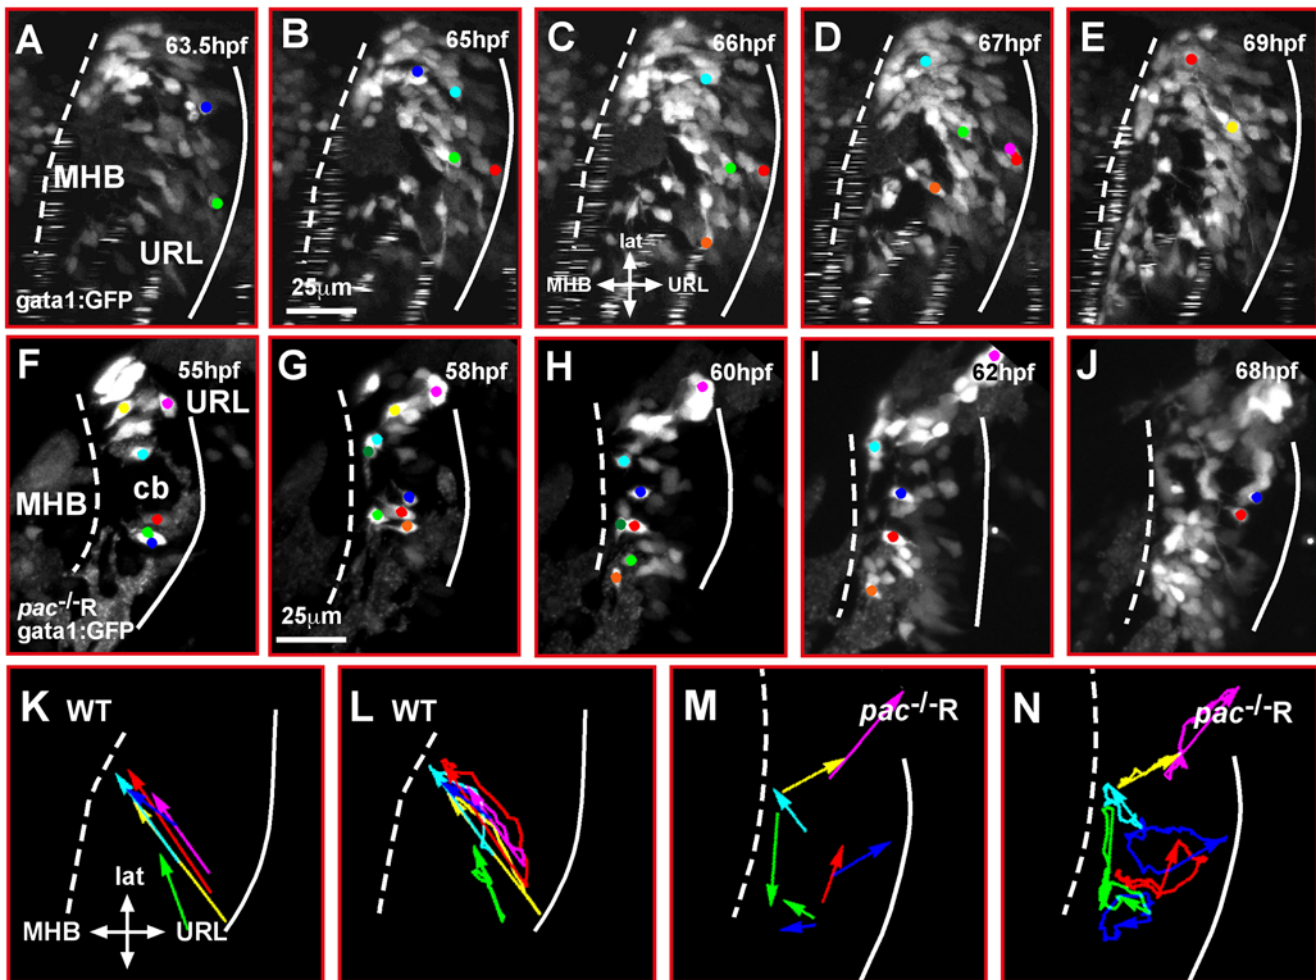 A
63.5hpf
MHB
URL
gata1:GFP
B
65hpf
25μm
C
66hpf
lat
MHB
URL
D
67hpf
E
69hpf
F
55hpf
URL
MHB
cb
pac-/-R
gata1:GFP
G
58hpf
25μm
H
60hpf
I
62hpf
J
68hpf
K WT
lat
MHB
URL
L WT
M
pac-/-R
N
pac-/-R